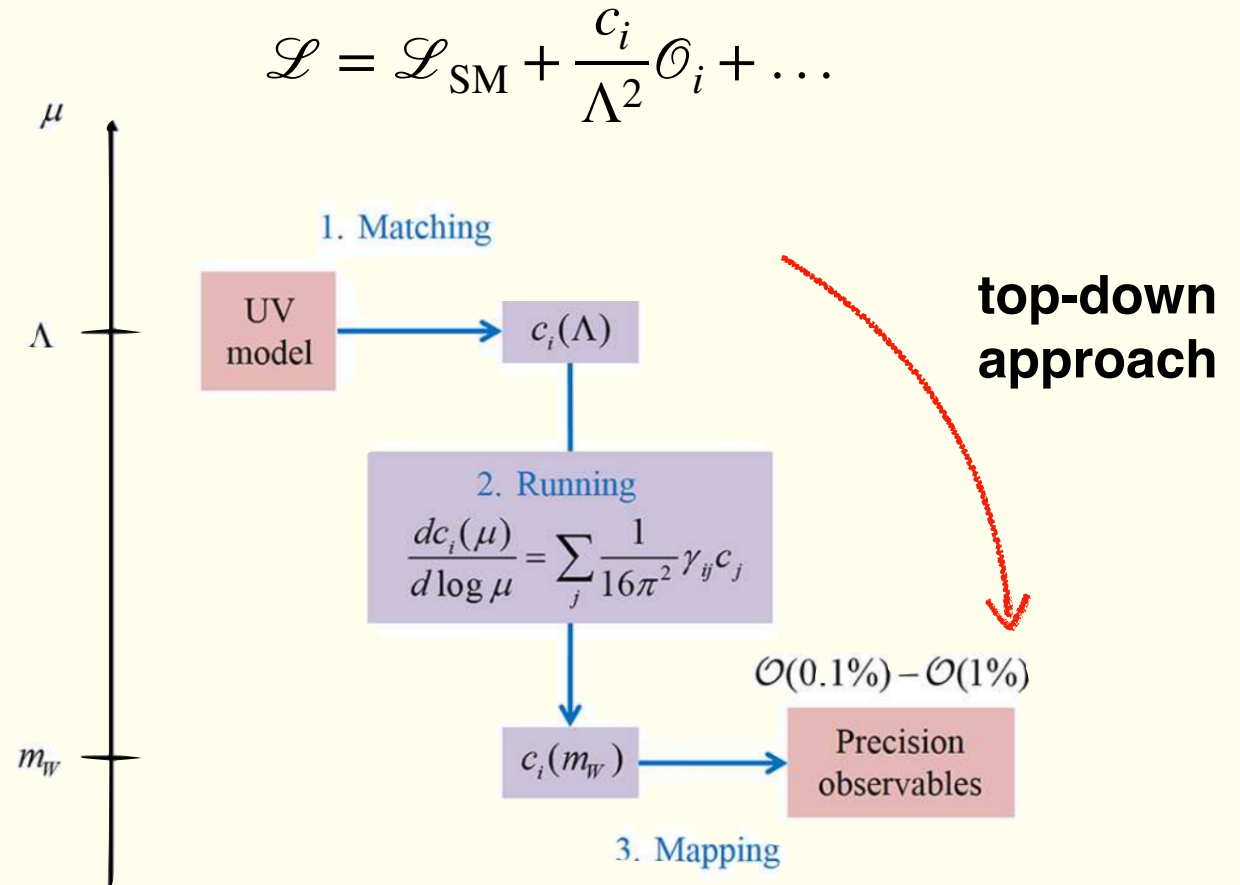 ℒ = ℒ_SM + c_i/Λ² 𝒪_i + …
μ
1. Matching
UV
model
Λ
c_i(Λ)
top-down
approach
2. Running
dc_i(μ)/d log μ = ∑_j 1/16π² γ_ij c_j
𝒪(0.1%) – 𝒪(1%)
m_W
c_i(m_W)
Precision
observables
3. Mapping